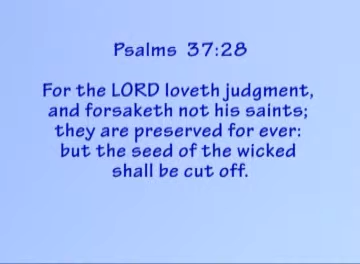 Psalms 37:28
For the LORD loveth judgment,
and forsaketh not his saints;
they are preserved for ever:
but the seed of the wicked
shall be cut off.